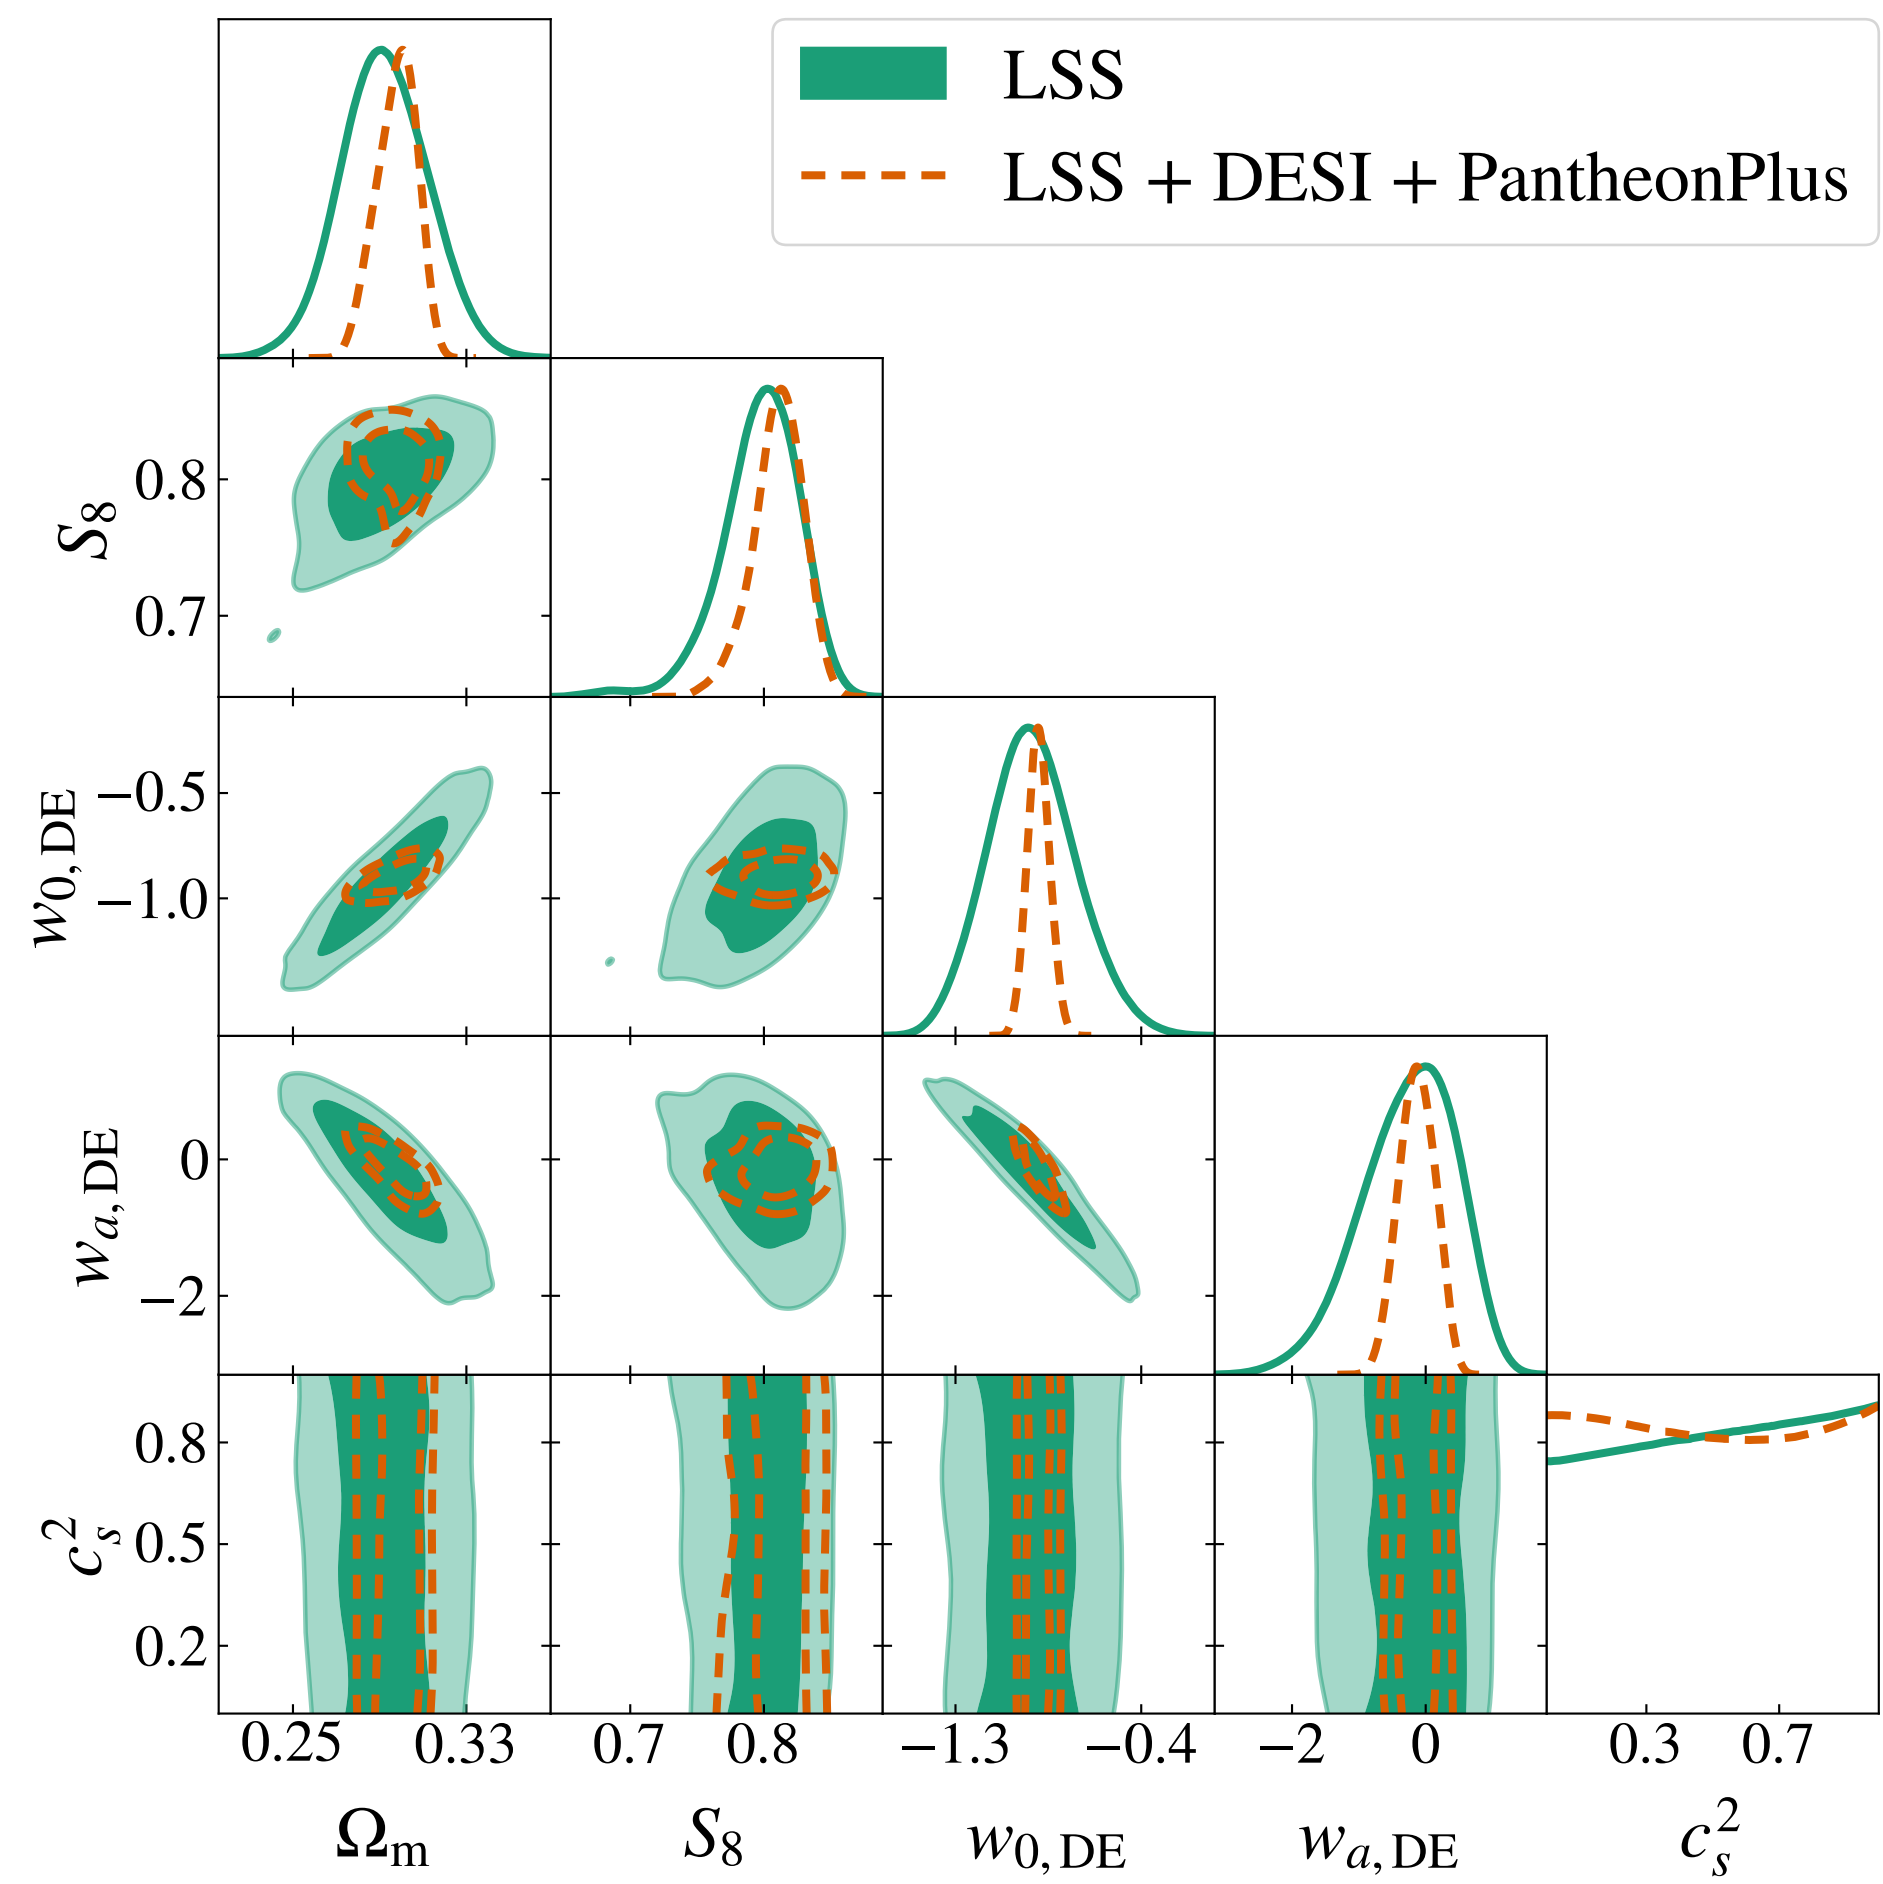 LSS
LSS + DESI + PantheonPlus
S₈
0.8
0.7
w₀,DE
−0.5
−1.0
wₐ,DE
0
−2
cₛ²
0.8
0.5
0.2
0.25 0.33 0.7 0.8 −1.3 −0.4 −2 0 0.3 0.7
Ωₘ S₈ w₀,DE wₐ,DE cₛ²